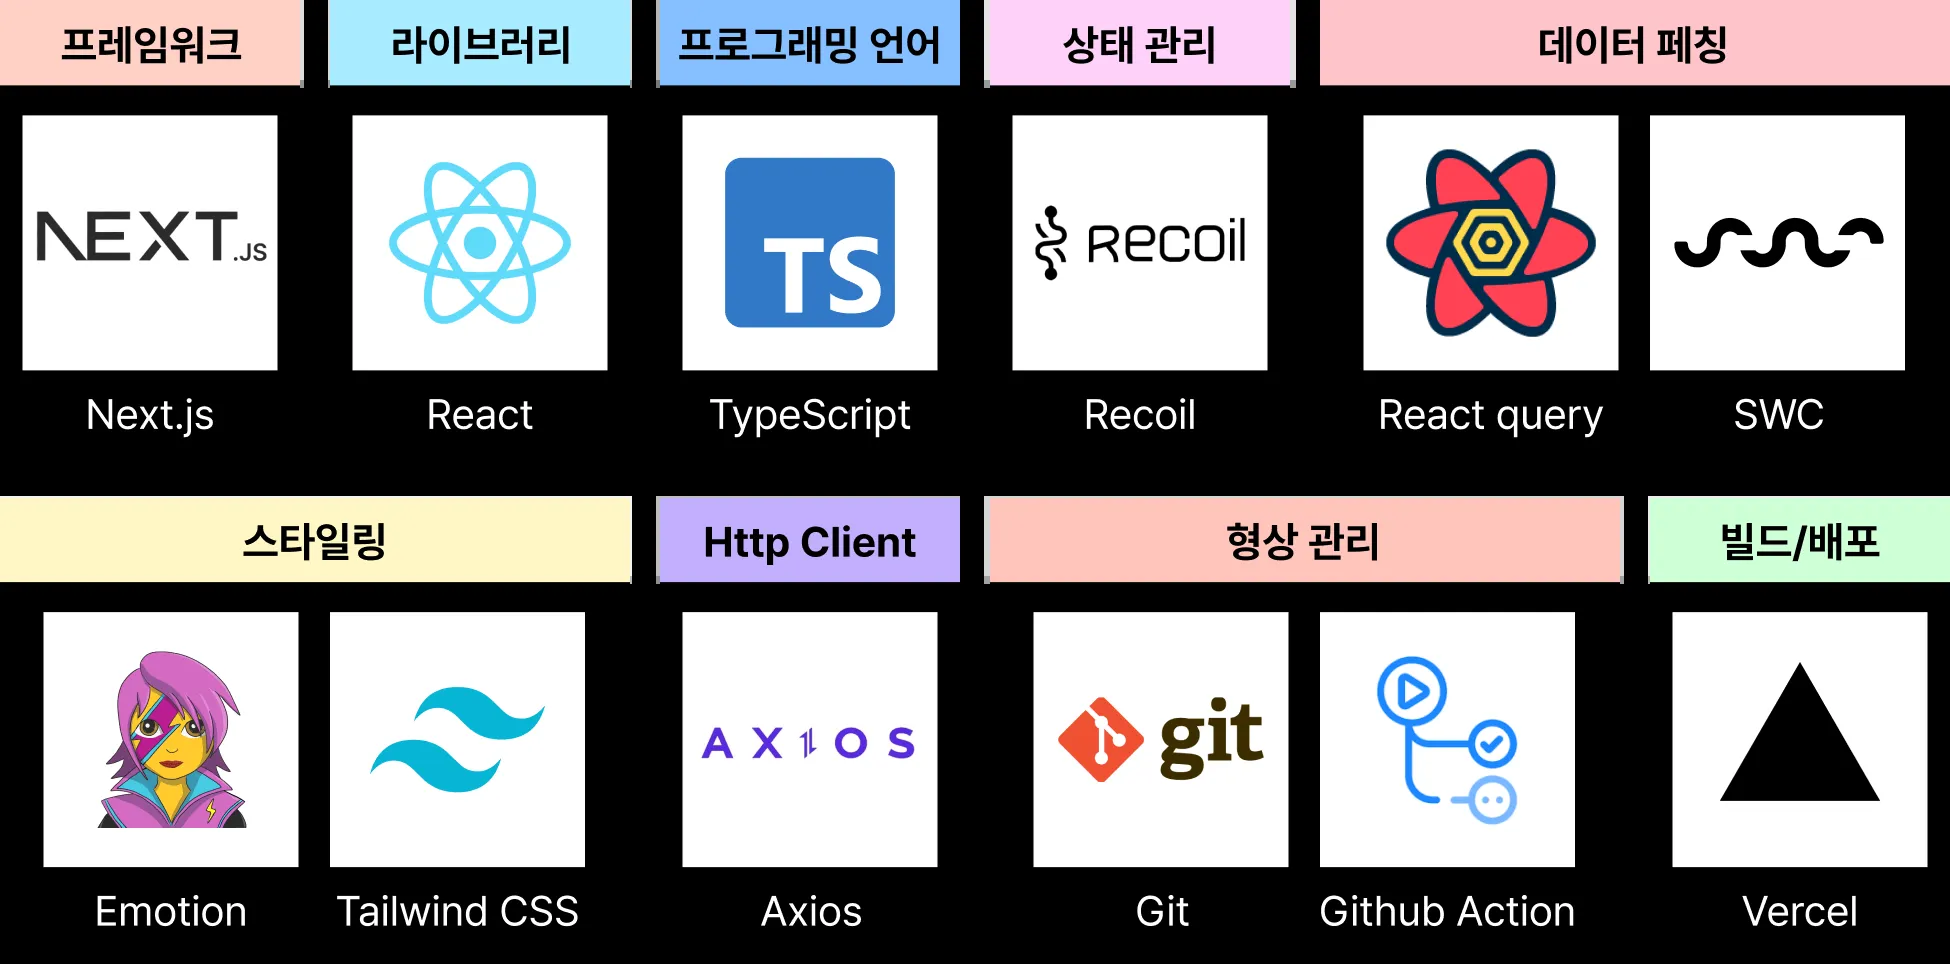 프레임워크 라이브러리 프로그래밍 언어 상태 관리 데이터 페칭
NEXT.JS TS RECOIL
Next.js React TypeScript Recoil React query SWC
스타일링 Http Client 형상 관리 빌드/배포
AXIOS git
Emotion Tailwind CSS Axios Git Github Action Vercel